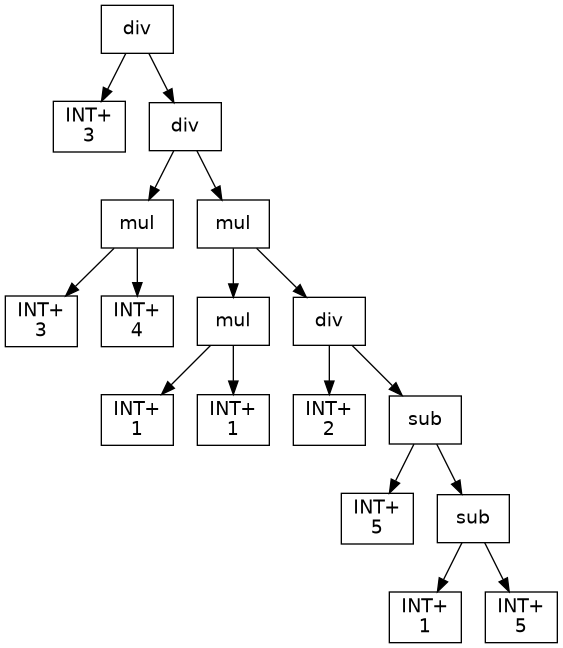 div
INT+
3
div
mul
mul
INT+
3
INT+
4
mul
div
INT+
1
INT+
1
INT+
2
sub
INT+
5
sub
INT+
1
INT+
5